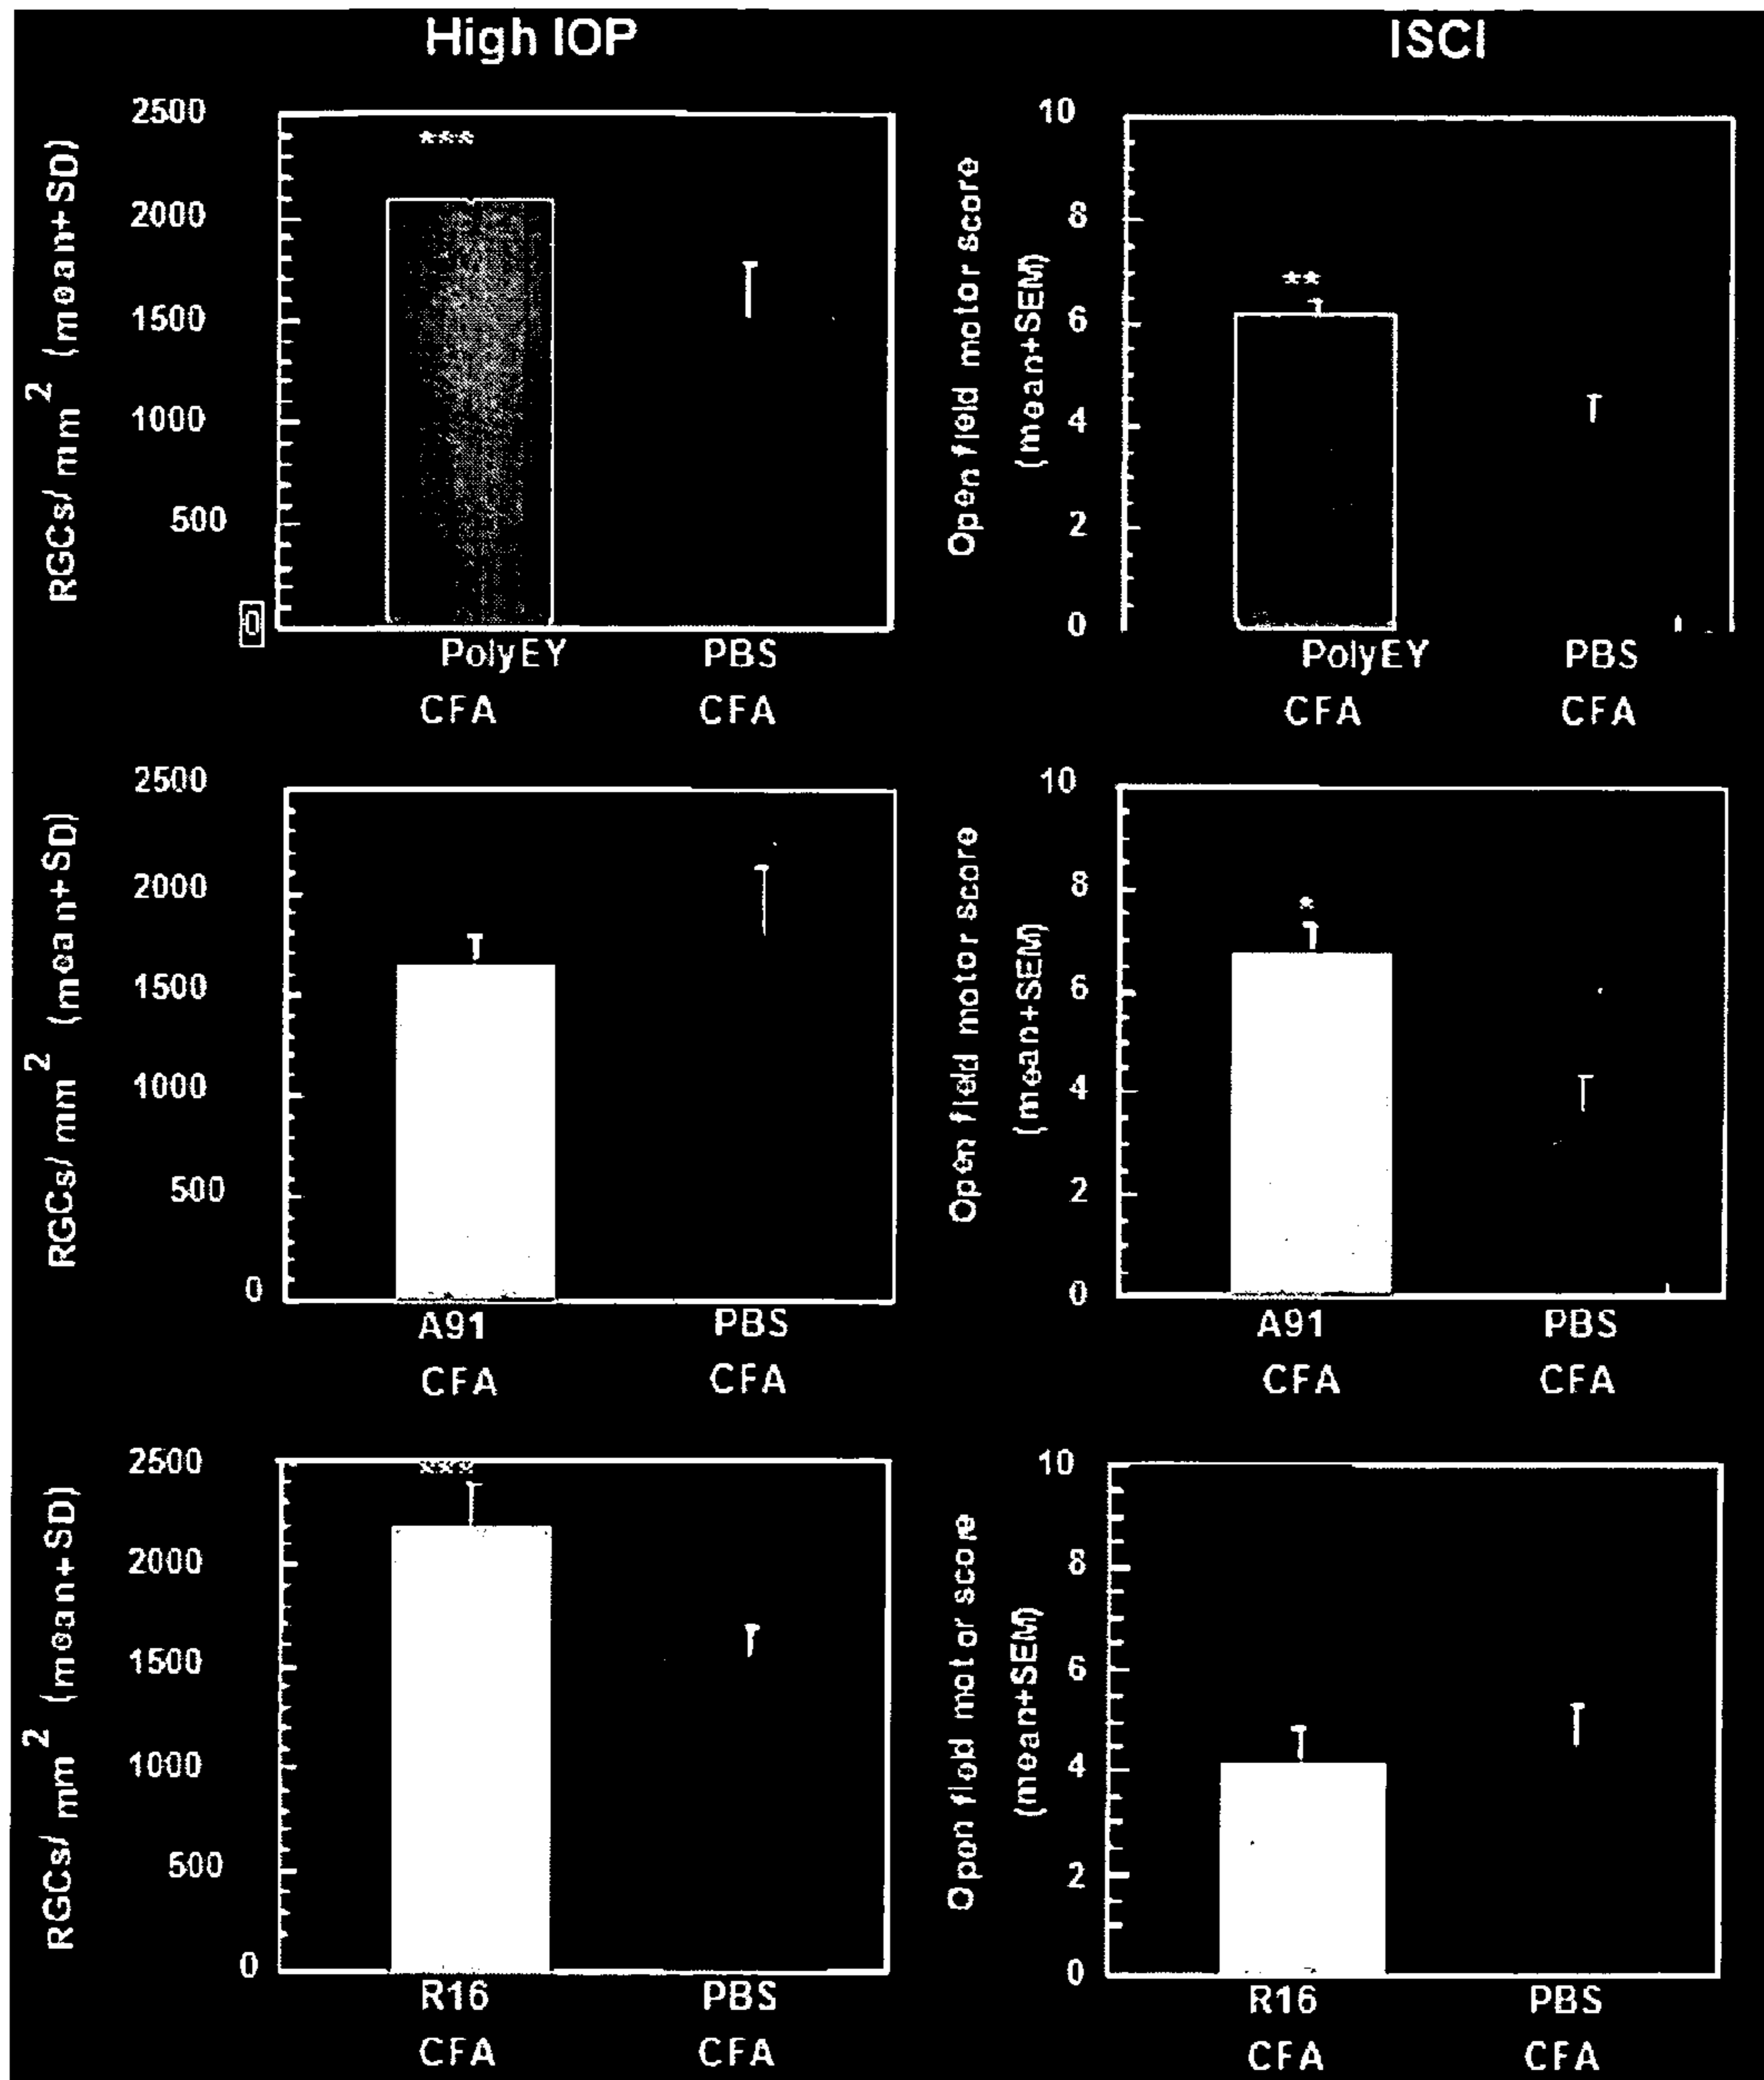 High IOP
ISCI
RGCs/mm² (mean+SD)
2500
2000
1500
1000
500
0
***
PolyEY PBS
CFA CFA
Open field motor score
(mean+SEM)
10
8
6
4
2
0
**
PolyEY PBS
CFA CFA
RGCs/mm² (mean+SD)
2500
2000
1500
1000
500
0
A91 PBS
CFA CFA
Open field motor score
(mean+SEM)
10
8
6
4
2
0
*
A91 PBS
CFA CFA
RGCs/mm² (mean+SD)
2500
2000
1500
1000
500
0
***
R16 PBS
CFA CFA
Open field motor score
(mean+SEM)
10
8
6
4
2
0
R16 PBS
CFA CFA